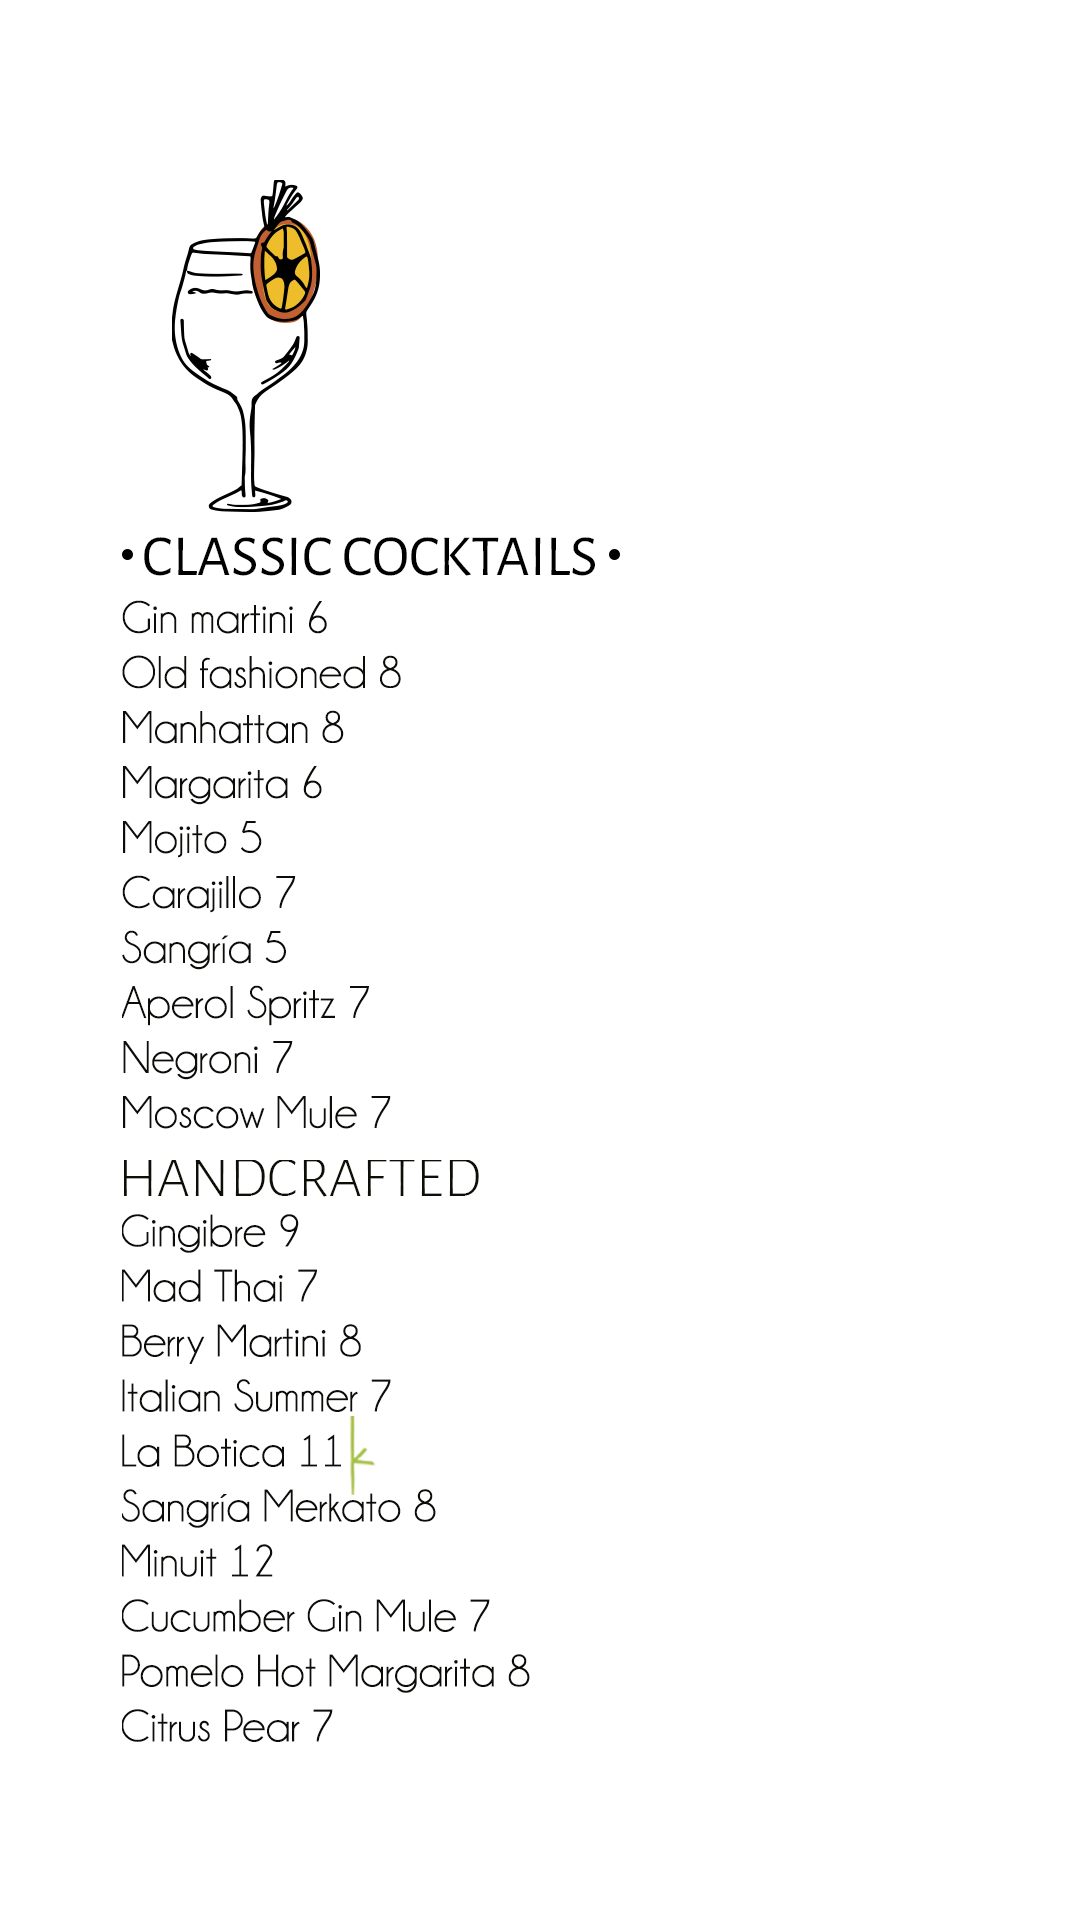 • CLASSIC COCKTAILS •
Gin martini 6
Old fashioned 8
Manhattan 8
Margarita 6
Mojito 5
Carajillo 7
Sangría 5
Aperol Spritz 7
Negroni 7
Moscow Mule 7
HANDCRAFTED
Gingibre 9
Mad Thai 7
Berry Martini 8
Italian Summer 7
La Botica 11 k
Sangría Merkato 8
Minuit 12
Cucumber Gin Mule 7
Pomelo Hot Margarita 8
Citrus Pear 7